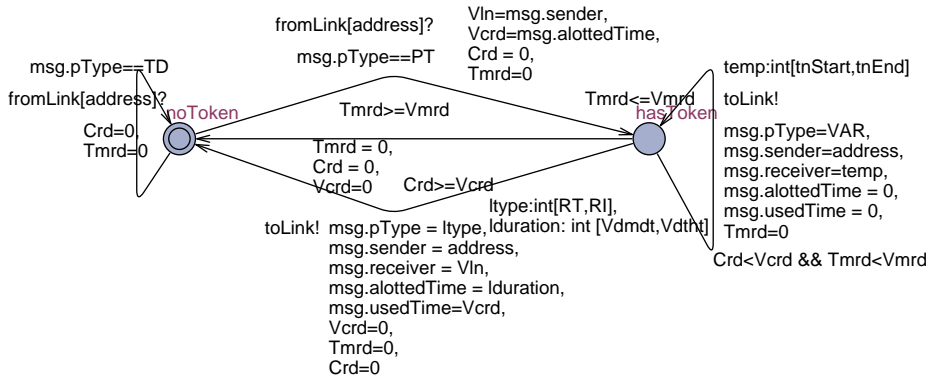 fromLink[address]?
msg.pType==PT
Vln=msg.sender,
Vcrd=msg.alottedTime,
Crd = 0,
Tmrd=0
msg.pType==TD
fromLink[address]?
Crd=0,
Tmrd=0
noToken
Tmrd>=Vmrd
Tmrd = 0,
Crd = 0,
Vcrd=0
Tmrd<=Vmrd
hasToken
temp:int[tnStart,tnEnd]
toLink!
msg.pType=VAR,
msg.sender=address,
msg.receiver=temp,
msg.alottedTime = 0,
msg.usedTime = 0,
Tmrd=0
Crd<Vcrd && Tmrd<Vmrd
Crd>=Vcrd
ltype:int[RT,RI],
lduration: int [Vdmdt,Vdtht]
toLink!
msg.pType = ltype,
msg.sender = address,
msg.receiver = Vln,
msg.alottedTime = lduration,
msg.usedTime=Vcrd,
Vcrd=0,
Tmrd=0,
Crd=0